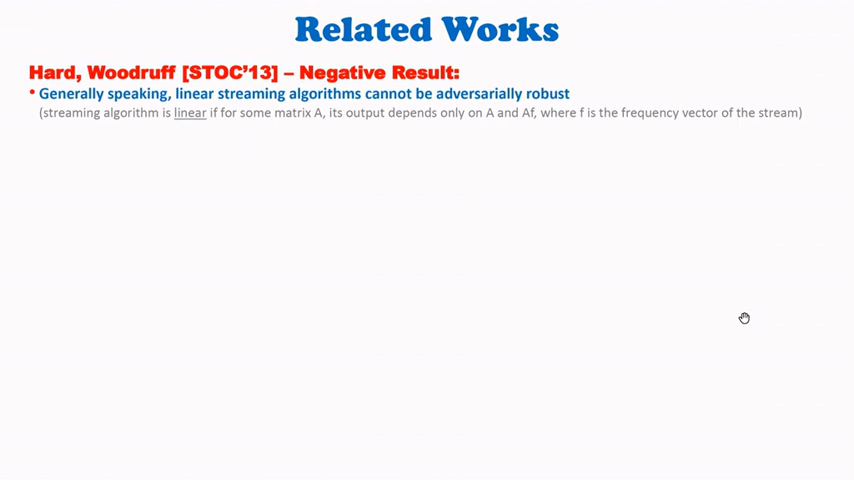 Related Works
Hard, Woodruff [STOC’13] – Negative Result:
• Generally speaking, linear streaming algorithms cannot be adversarially robust
(streaming algorithm is linear if for some matrix A, its output depends only on A and Af, where f is the frequency vector of the stream)